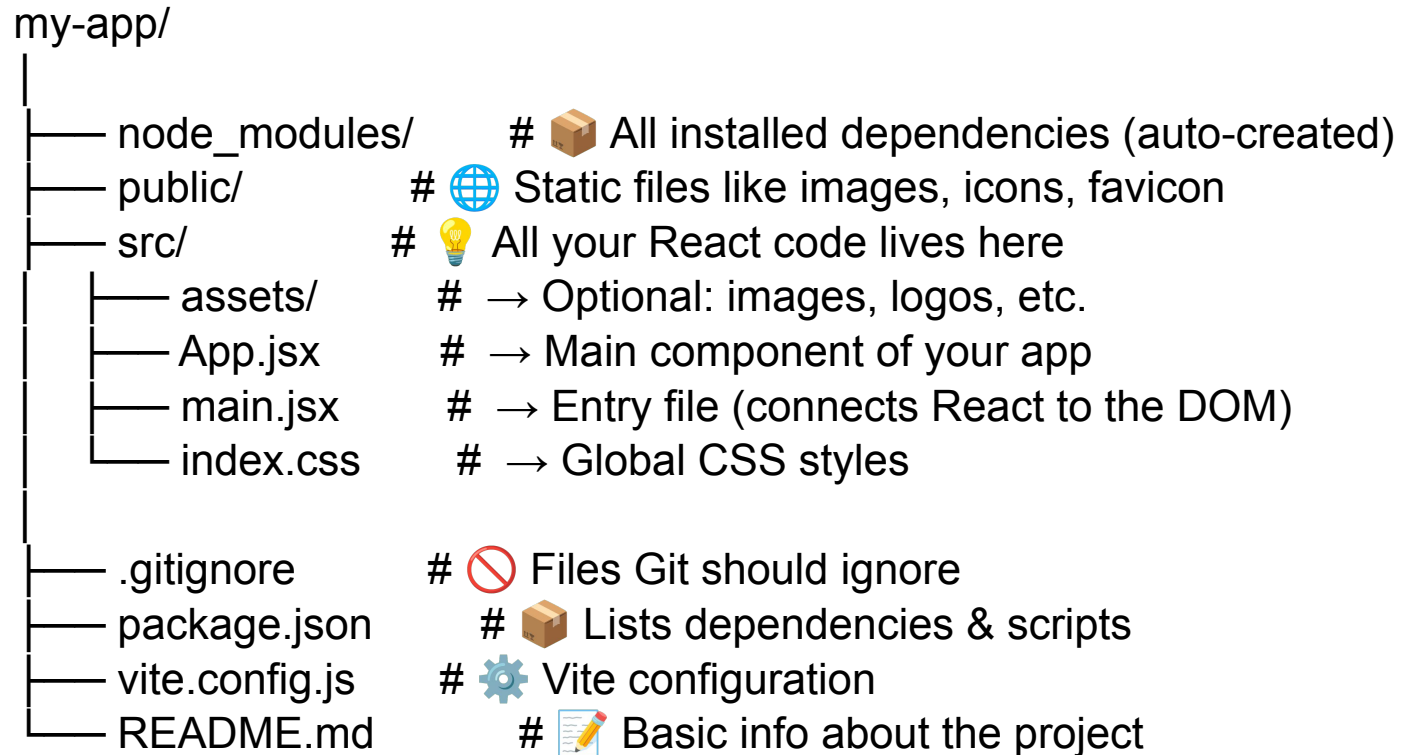 my-app/
│
├── node_modules/ # 📦 All installed dependencies (auto-created)
├── public/ # 🌐 Static files like images, icons, favicon
├── src/ # 💡 All your React code lives here
│ ├── assets/ # → Optional: images, logos, etc.
│ ├── App.jsx # → Main component of your app
│ ├── main.jsx # → Entry file (connects React to the DOM)
│ └── index.css # → Global CSS styles
│
├── .gitignore # 🚫 Files Git should ignore
├── package.json # 📦 Lists dependencies & scripts
├── vite.config.js # ⚙️ Vite configuration
└── README.md # 📝 Basic info about the project